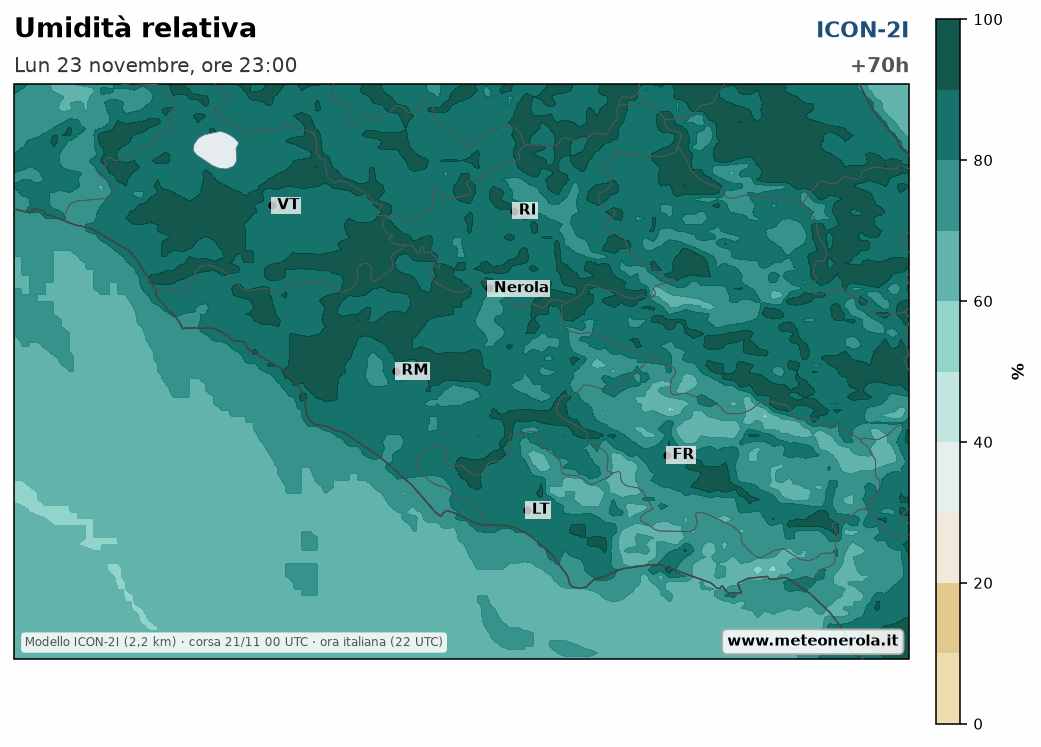 Umidità relativa
ICON-2I
Lun 23 novembre, ore 23:00
+70h
100
80
60
40
20
0
%
VT
RI
Nerola
RM
FR
LT
Modello ICON-2I (2,2 km) · corsa 21/11 00 UTC · ora italiana (22 UTC)
www.meteonerola.it